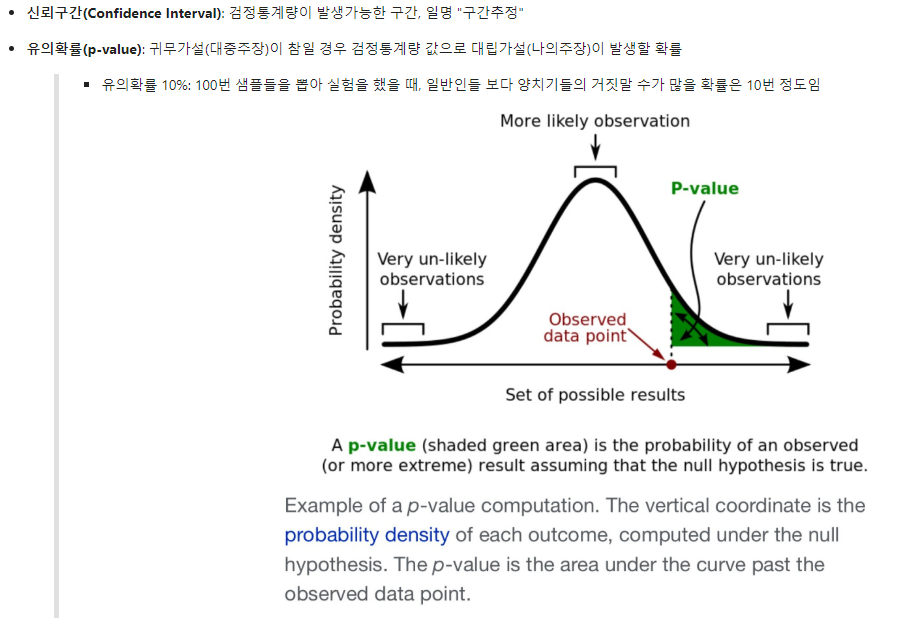 신뢰구간(Confidence Interval): 검정통계량이 발생가능한 구간, 일명 "구간추정"
유의확률(p-value): 귀무가설(대중주장)이 참일 경우 검정통계량 값으로 대립가설(나의주장)이 발생할 확률
유의확률 10%: 100번 샘플들을 뽑아 실험을 했을 때, 일반인들 보다 양치기들의 거짓말 수가 많을 확률은 10번 정도임
More likely observation
P-value
Probability density
Very un-likely
observations
Very un-likely
observations
Observed
data point
Set of possible results
A p-value (shaded green area) is the probability of an observed
(or more extreme) result assuming that the null hypothesis is true.
Example of a p-value computation. The vertical coordinate is the
probability density of each outcome, computed under the null
hypothesis. The p-value is the area under the curve past the
observed data point.